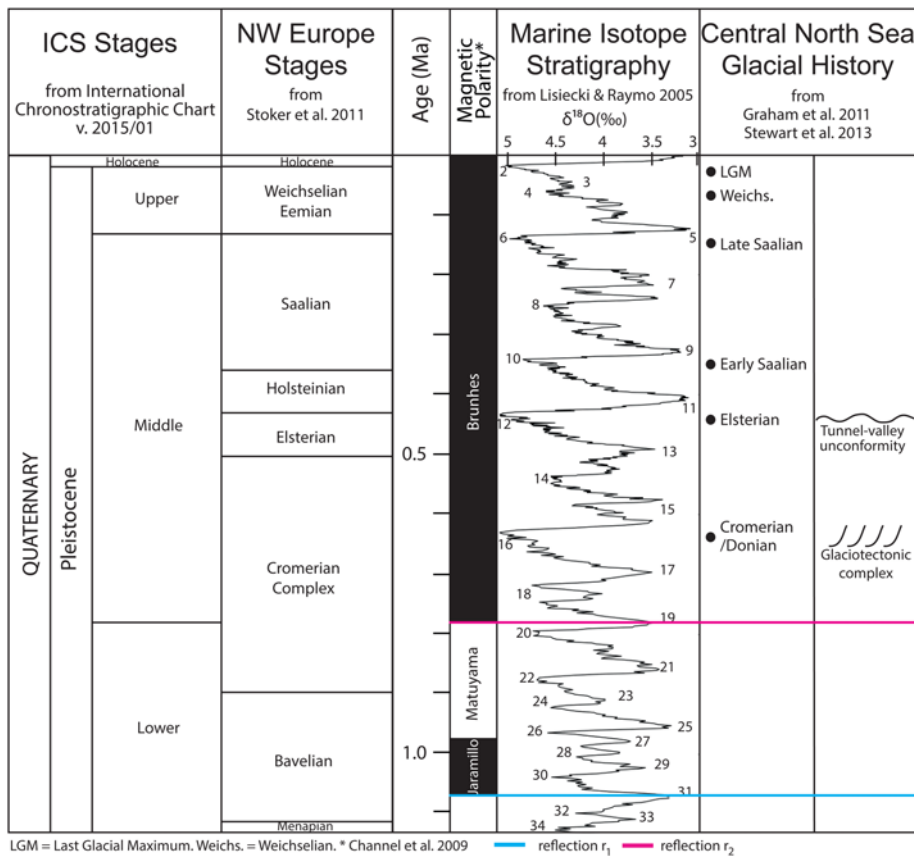 ICS Stages
from International
Chronostratigraphic Chart
v. 2015/01
NW Europe
Stages
from
Stoker et al. 2011
Age (Ma)
Magnetic
Polarity*
Marine Isotope
Stratigraphy
from Lisiecki & Raymo 2005
δ¹⁸O(‰)
5 4.5 4 3.5 3
Central North Sea
Glacial History
from
Graham et al. 2011
Stewart et al. 2013
QUATERNARY
Pleistocene
Holocene
Upper
Middle
Lower
Holocene
Weichselian
Eemian
Saalian
Holsteinian
Elsterian
Cromerian
Complex
Bavelian
Menapian
0.5
1.0
Brunhes
Matuyama
Jaramillo
2
3
4
5
6
7
8
9
10
11
12
13
14
15
16
17
18
19
20
21
22
23
24
25
26
27
28
29
30
31
32
33
34
LGM
Weichs.
Late Saalian
Early Saalian
Elsterian
Cromerian
/Donian
Tunnel-valley
unconformity
Glaciotectonic
complex
LGM = Last Glacial Maximum. Weichs. = Weichselian. * Channel et al. 2009 reflection r₁ reflection r₂